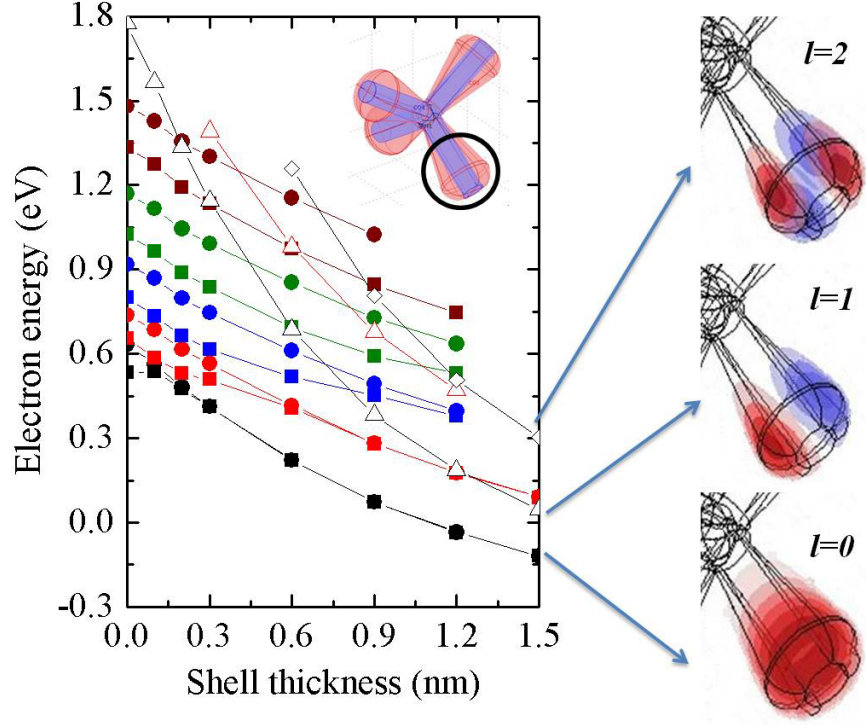 1.8
1.5
1.2
0.9
0.6
0.3
0.0
-0.3
Electron energy (eV)
0.0 0.3 0.6 0.9 1.2 1.5
Shell thickness (nm)
l=2
l=1
l=0